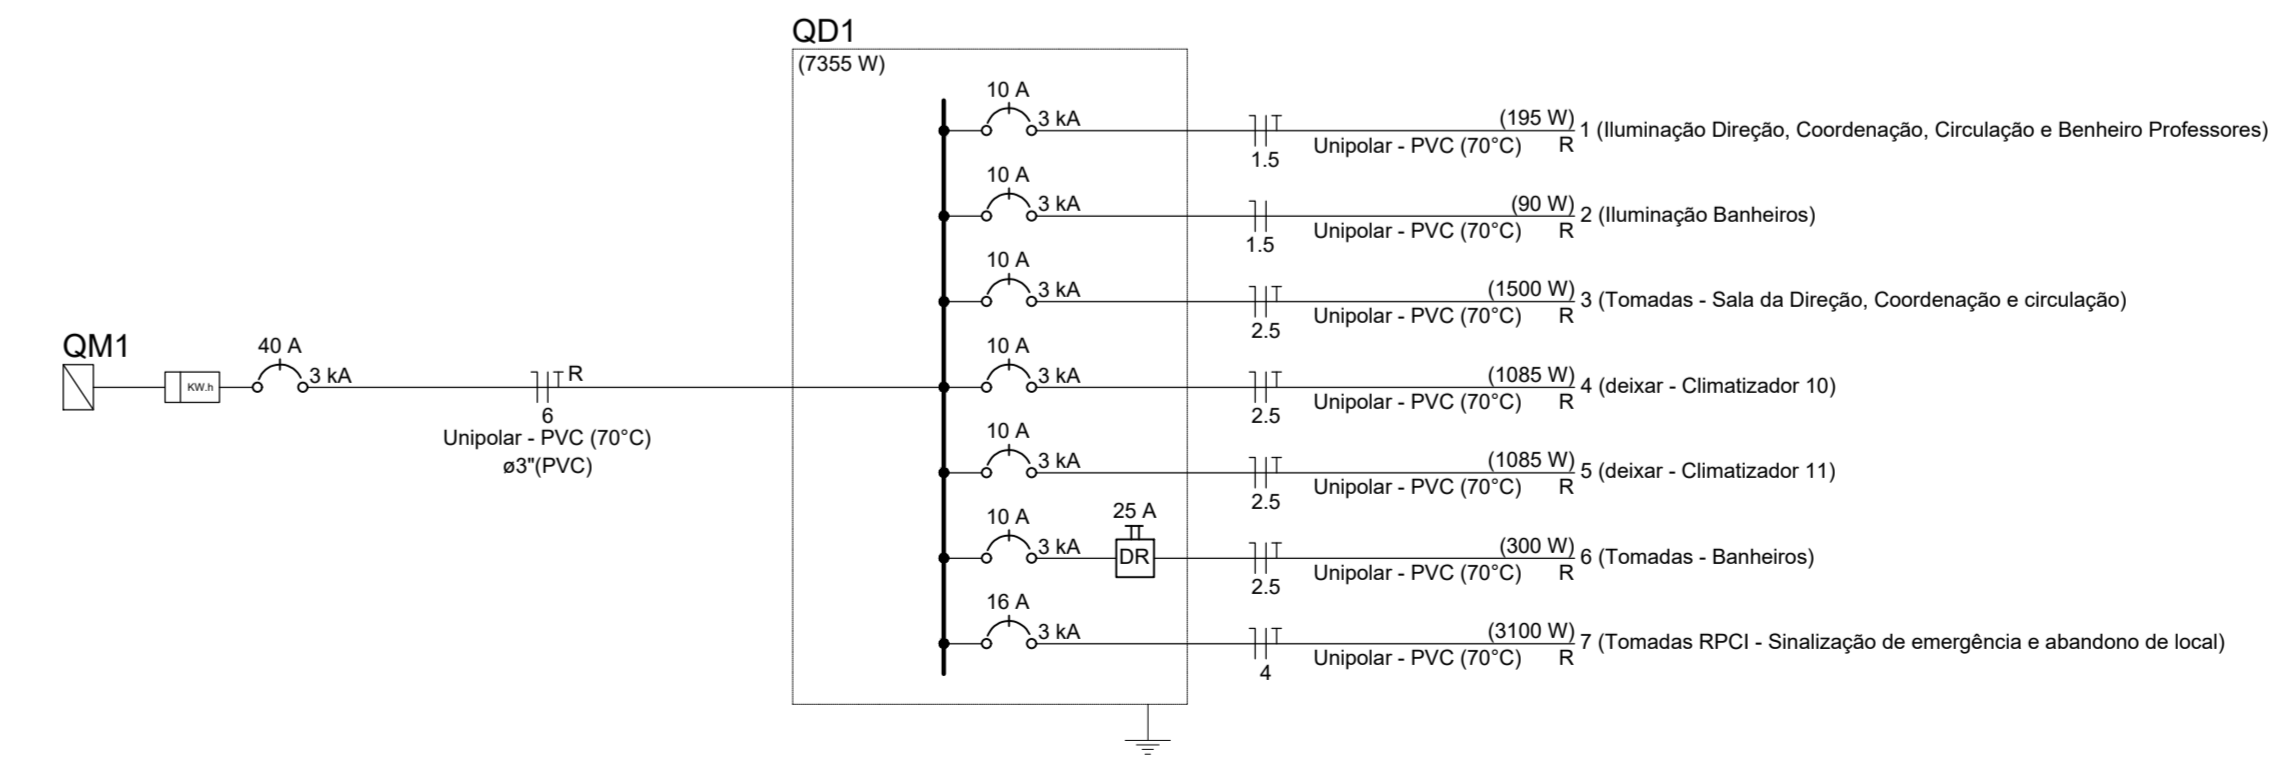 QD1
(7355 W)
10 A
3 kA
1.5
(195 W)
Unipolar - PVC (70°C)
R
1 (Iluminação Direção, Coordenação, Circulação e Benheiro Professores)
10 A
3 kA
1.5
(90 W)
Unipolar - PVC (70°C)
R
2 (Iluminação Banheiros)
10 A
3 kA
2.5
(1500 W)
Unipolar - PVC (70°C)
R
3 (Tomadas - Sala da Direção, Coordenação e circulação)
QM1
KW.h
40 A
3 kA
R
6
Unipolar - PVC (70°C)
ø3"(PVC)
10 A
3 kA
2.5
(1085 W)
Unipolar - PVC (70°C)
R
4 (deixar - Climatizador 10)
10 A
3 kA
2.5
(1085 W)
Unipolar - PVC (70°C)
R
5 (deixar - Climatizador 11)
10 A
3 kA
25 A
DR
2.5
(300 W)
Unipolar - PVC (70°C)
R
6 (Tomadas - Banheiros)
16 A
3 kA
4
(3100 W)
Unipolar - PVC (70°C)
R
7 (Tomadas RPCI - Sinalização de emergência e abandono de local)